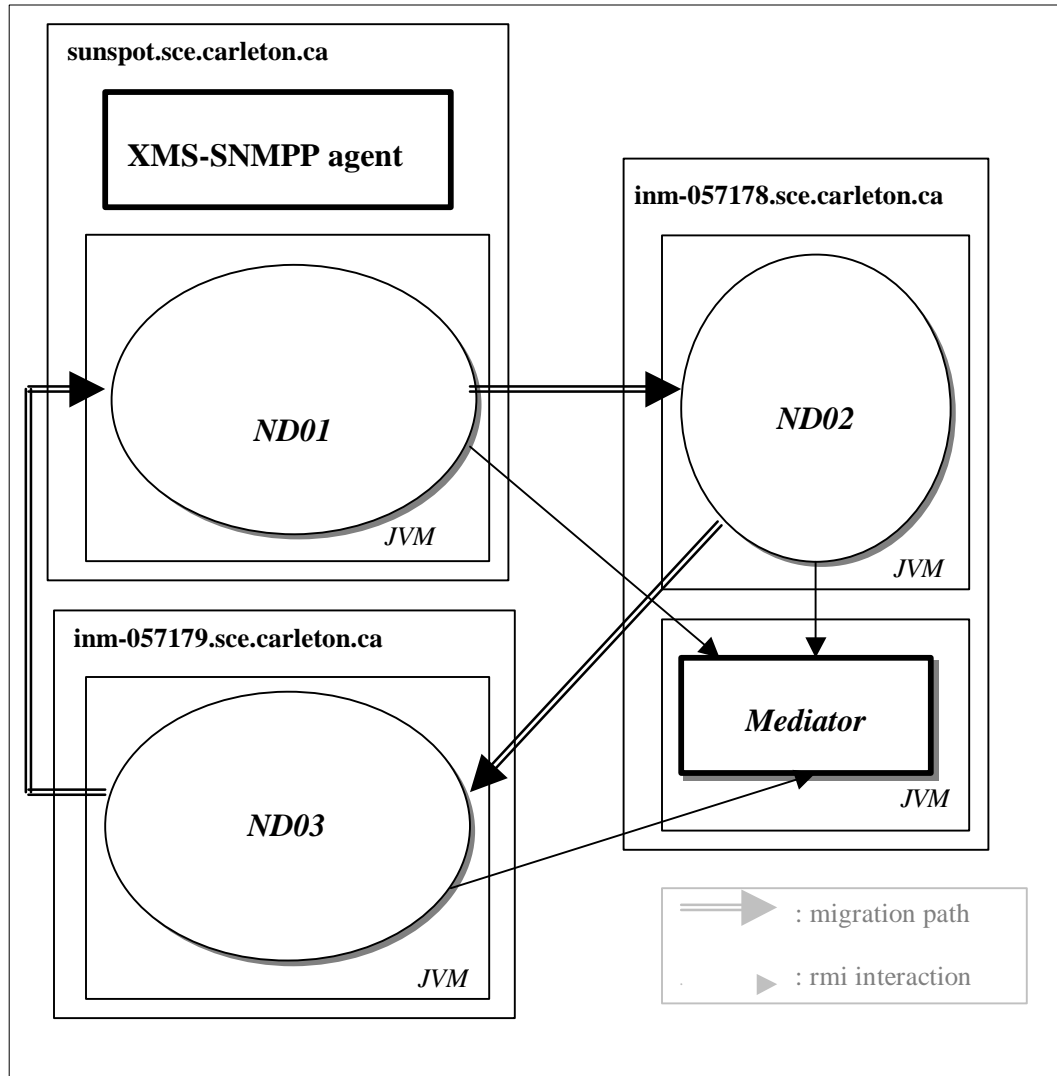 sunspot.sce.carleton.ca
XMS-SNMPP agent
inm-057178.sce.carleton.ca
ND01
ND02
JVM
JVM
inm-057179.sce.carleton.ca
Mediator
JVM
ND03
JVM
: migration path
: rmi interaction